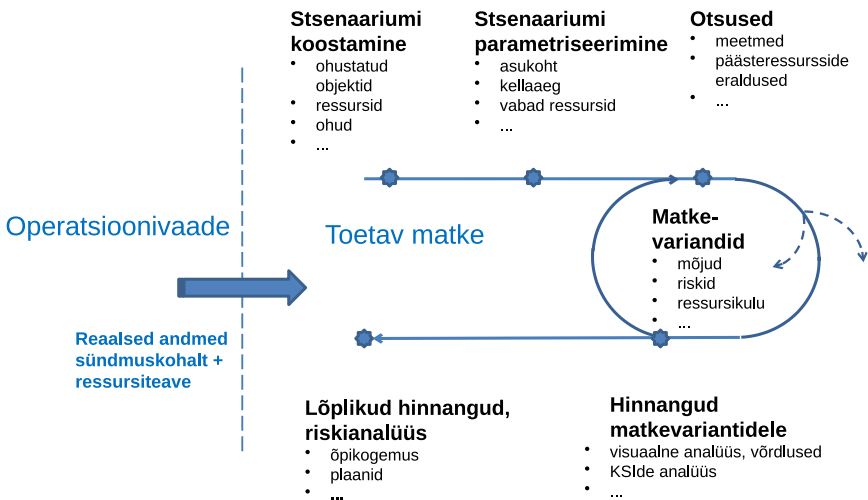 Stsenaariumi
koostamine
• ohustatud
objektid
• ressursid
• ohud
• ...
Stsenaariumi
parametriseerimine
• asukoht
• kellaaeg
• vabad ressursid
• ...
Otsused
• meetmed
• päästeressursside
eraldused
• ...
Operatsioonivaade
Toetav matke
Matke-
variandid
• mõjud
• riskid
• ressursikulu
• ...
Reaalsed andmed
sündmuskohalt +
ressursiteave
Lõplikud hinnangud,
riskianalüüs
• õpikogemus
• plaanid
• ...
Hinnangud
matkevariantidele
• visuaalne analüüs, võrdlused
• KSIde analüüs
• ...